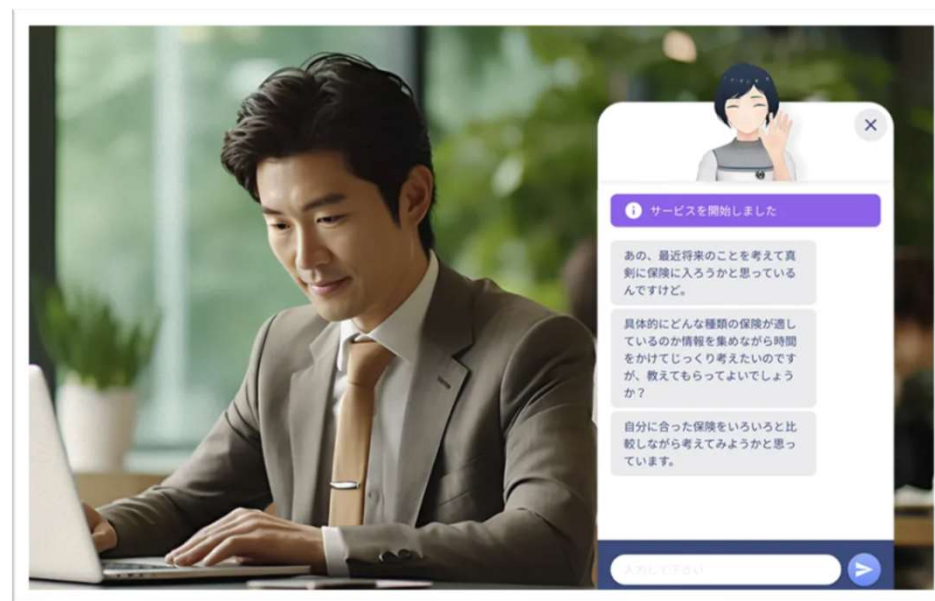 サービスを開始しました
あの、最近将来のことを考えて真
剣に保険に入ろうかと思っている
んですけど。
具体的にどんな種類の保険が適し
ているのか情報を集めながら時間
をかけてじっくり考えたいのです
が、教えてもらってよいでしょう
か？
自分に合った保険をいろいろと比
較しながら考えてみようかと思っ
ています。
入力して下さい